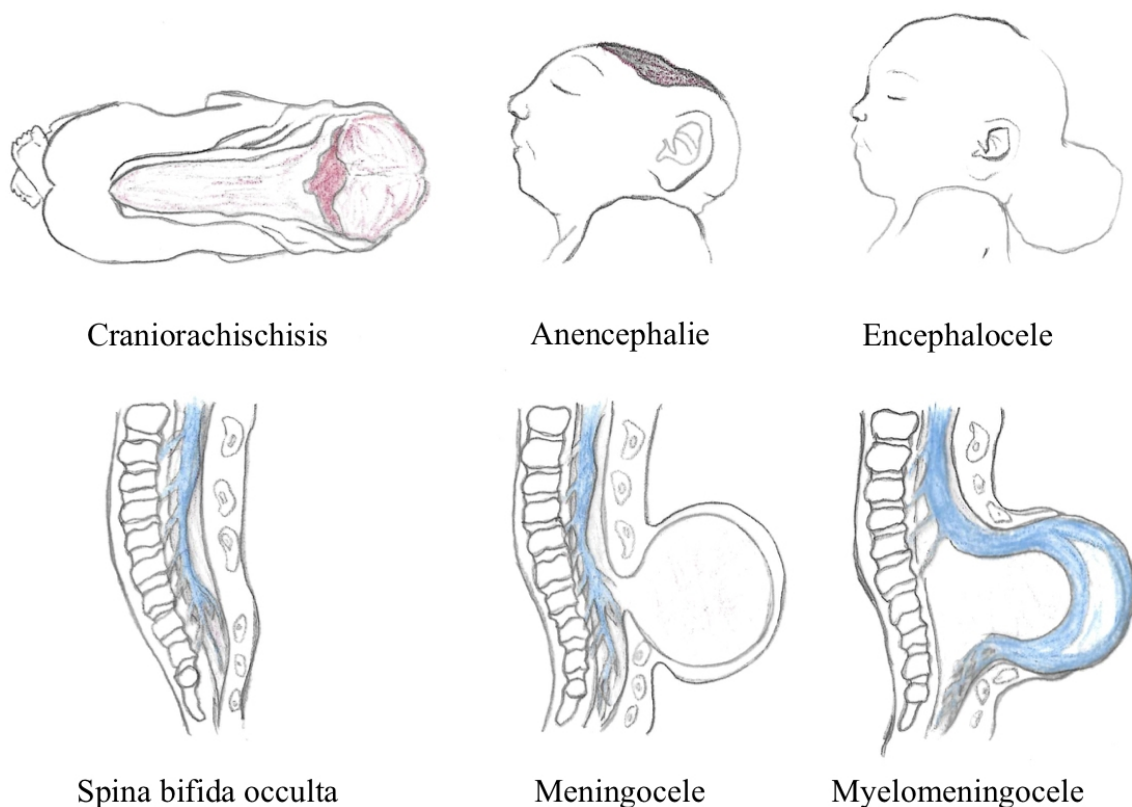 Craniorachischisis
Anencephalie
Encephalocele
Spina bifida occulta
Meningocele
Myelomeningocele